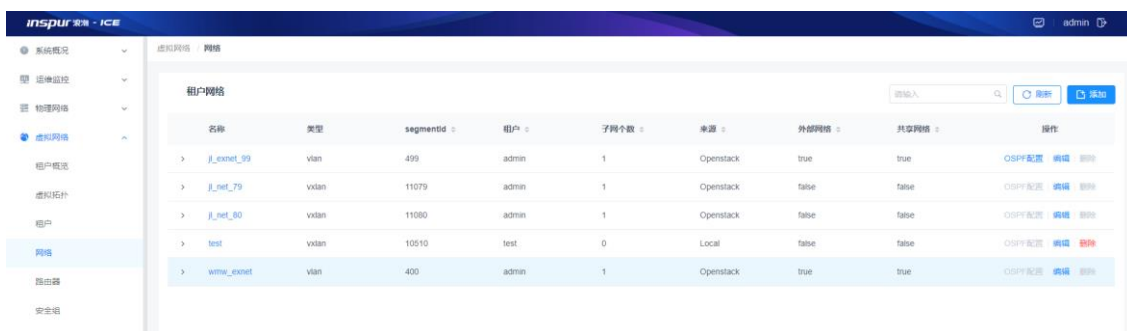 inspur 浪潮 - ICE
admin
系统概况
运维监控
物理网络
虚拟网络
租户概览
虚拟拓扑
租户
网络
路由器
安全组
虚拟网络 / 网络
租户网络
请输入
刷新
添加
名称 类型 segmentId 租户 子网个数 来源 外部网络 共享网络 操作
jl_exnet_99 vlan 499 admin 1 Openstack true true OSPF配置 编辑 删除
jl_net_79 vxlan 11079 admin 1 Openstack false false OSPF配置 编辑 删除
jl_net_80 vxlan 11080 admin 1 Openstack false false OSPF配置 编辑 删除
test vxlan 10510 test 0 Local false false OSPF配置 编辑 删除
wmw_exnet vlan 400 admin 1 Openstack true true OSPF配置 编辑 删除